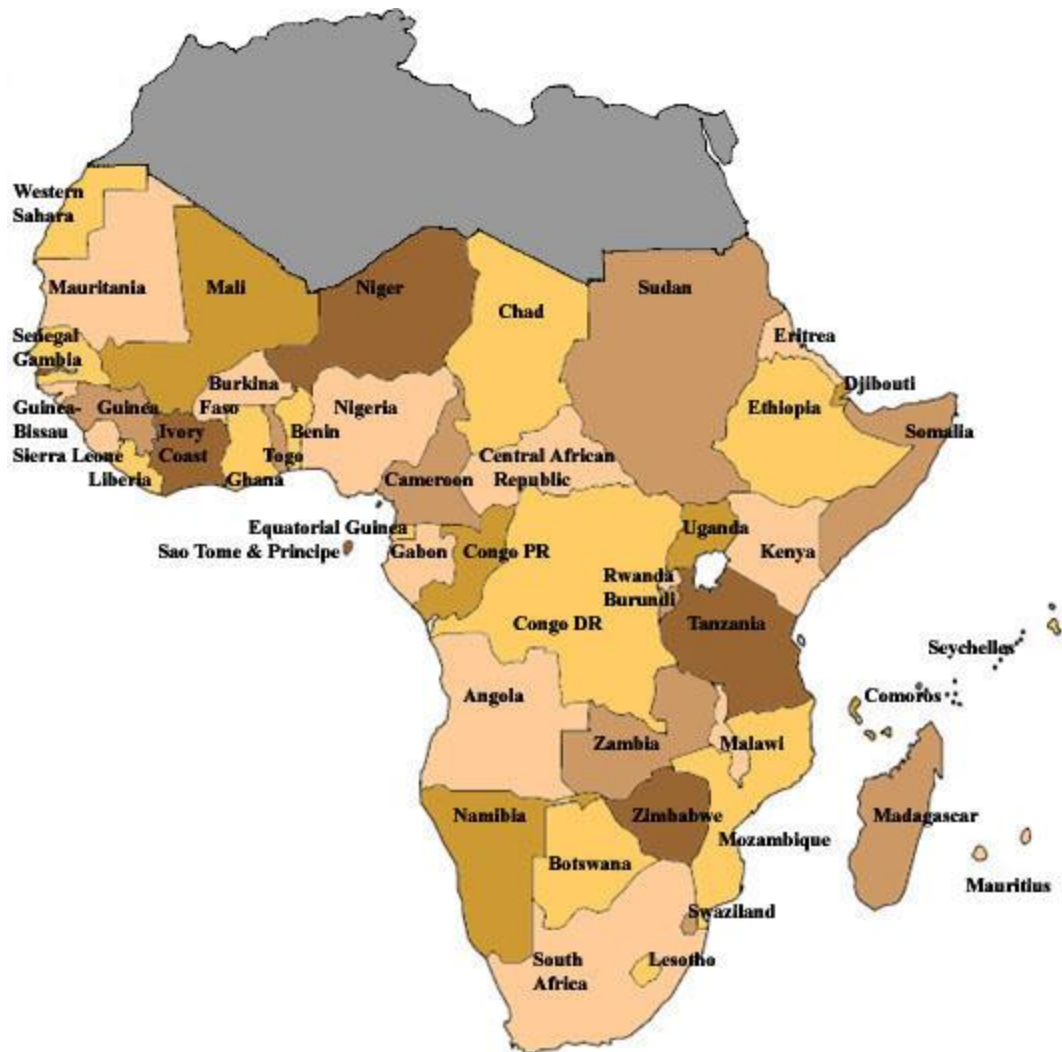 Western
Sahara
Mauritania
Mali
Niger
Chad
Sudan
Eritrea
Senegal
Gambia
Djibouti
Burkina
Faso
Nigeria
Ethiopia
Somalia
Guinea-
Bissau
Guinea
Ivory
Coast
Benin
Togo
Ghana
Sierra Leone
Liberia
Cameroon
Central African
Republic
Equatorial Guinea
Sao Tome & Principe
Gabon
Congo PR
Uganda
Kenya
Rwanda
Burundi
Congo DR
Tanzania
Seychelles
Comoros
Angola
Zambia
Malawi
Namibia
Zimbabwe
Mozambique
Madagascar
Botswana
Mauritius
Swaziland
South
Africa
Lesotho